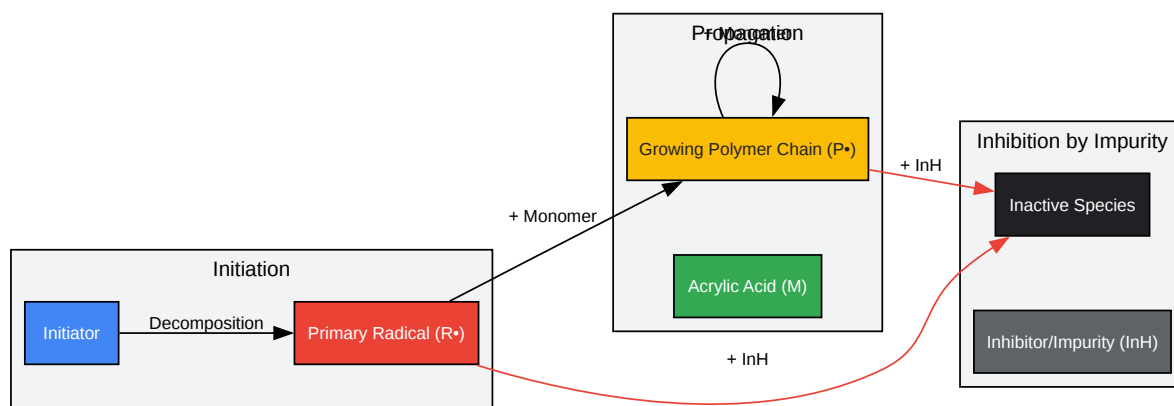 Propagation
+ Monomer
Growing Polymer Chain (P•)
+ InH
Inhibition by Impurity
Inactive Species
+ Monomer
Initiation
Acrylic Acid (M)
Initiator
Decomposition
Primary Radical (R•)
+ InH
Inhibitor/Impurity (InH)